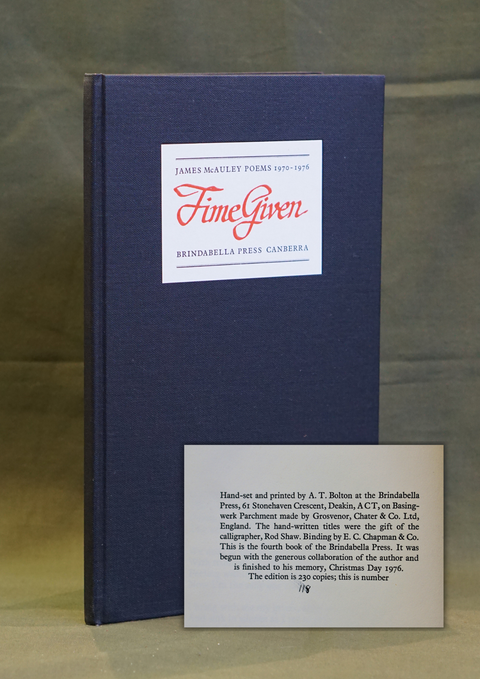 JAMES McAULEY POEMS 1970–1976
Time Given
BRINDABELLA PRESS CANBERRA
Hand-set and printed by A. T. Bolton at the Brindabella
Press, 61 Stonehaven Crescent, Deakin, ACT, on Basing-
werk Parchment made by Grosvenor, Chater & Co. Ltd,
England. The hand-written titles were the gift of the
calligrapher, Rod Shaw. Binding by E. C. Chapman & Co.
This is the fourth book of the Brindabella Press. It was
begun with the generous collaboration of the author and
is finished to his memory, Christmas Day 1976.
The edition is 230 copies; this is number
118